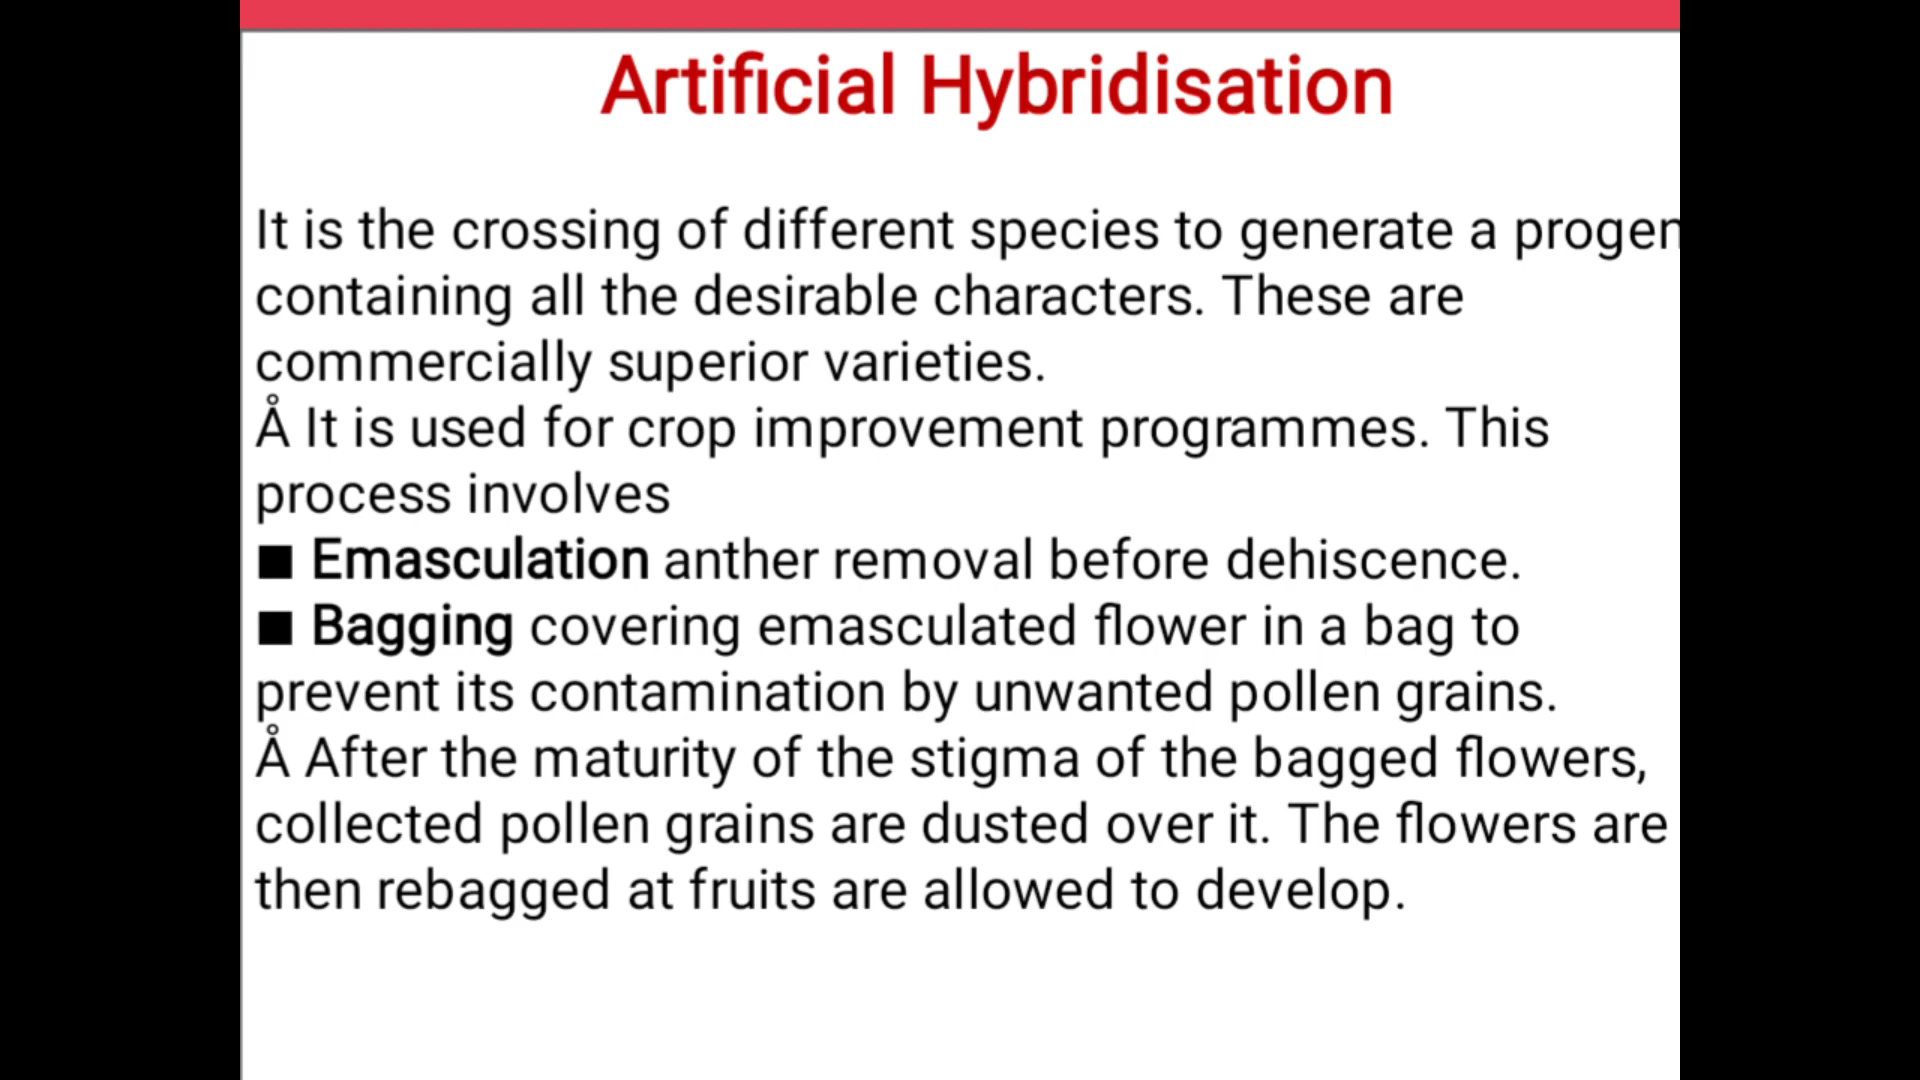 Artificial Hybridisation
It is the crossing of different species to generate a progen
containing all the desirable characters. These are
commercially superior varieties.
Å It is used for crop improvement programmes. This
process involves
■ Emasculation anther removal before dehiscence.
■ Bagging covering emasculated flower in a bag to
prevent its contamination by unwanted pollen grains.
Å After the maturity of the stigma of the bagged flowers,
collected pollen grains are dusted over it. The flowers are
then rebagged at fruits are allowed to develop.